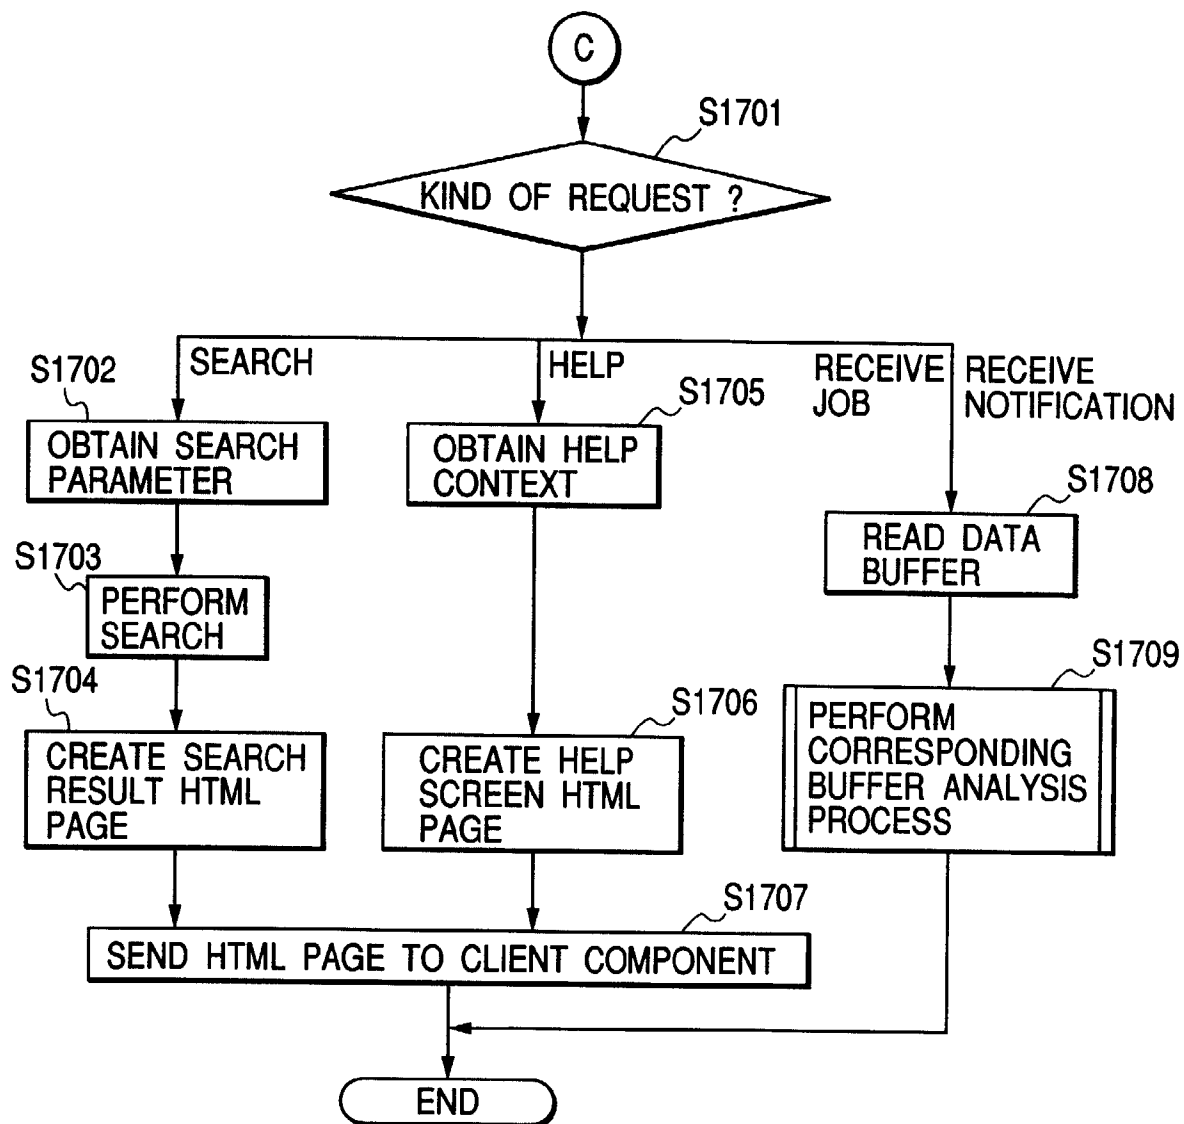 C
S1701
KIND OF REQUEST ?
SEARCH
HELP
RECEIVE
JOB
RECEIVE
NOTIFICATION
S1702
OBTAIN SEARCH
PARAMETER
S1705
OBTAIN HELP
CONTEXT
S1708
READ DATA
BUFFER
S1703
PERFORM
SEARCH
S1704
CREATE SEARCH
RESULT HTML
PAGE
S1706
CREATE HELP
SCREEN HTML
PAGE
S1709
PERFORM
CORRESPONDING
BUFFER ANALYSIS
PROCESS
S1707
SEND HTML PAGE TO CLIENT COMPONENT
END